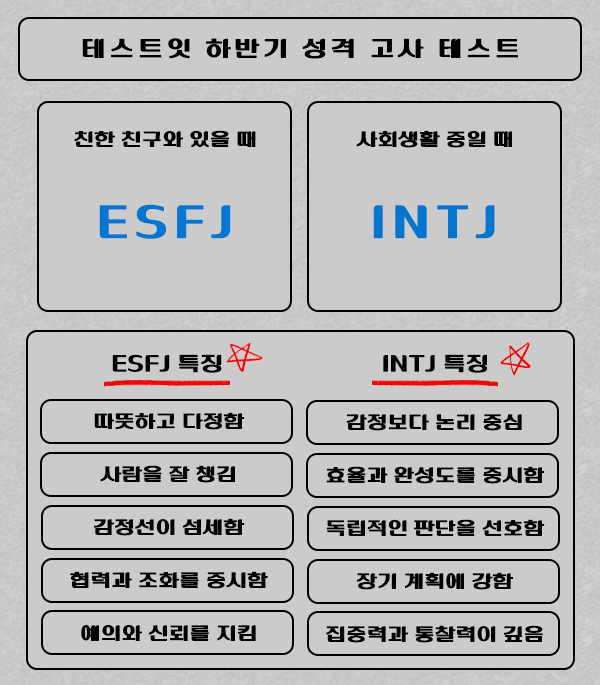 테스트잇 하반기 성격 고사 테스트
친한 친구와 있을 때
ESFJ
사회생활 중일 때
INTJ
ESFJ 특징
따뜻하고 다정함
사람을 잘 챙김
감정선이 섬세함
협력과 조화를 중시함
예의와 신뢰를 지킴
INTJ 특징
감정보다 논리 중심
효율과 완성도를 중시함
독립적인 판단을 선호함
장기 계획에 강함
집중력과 통찰력이 깊음